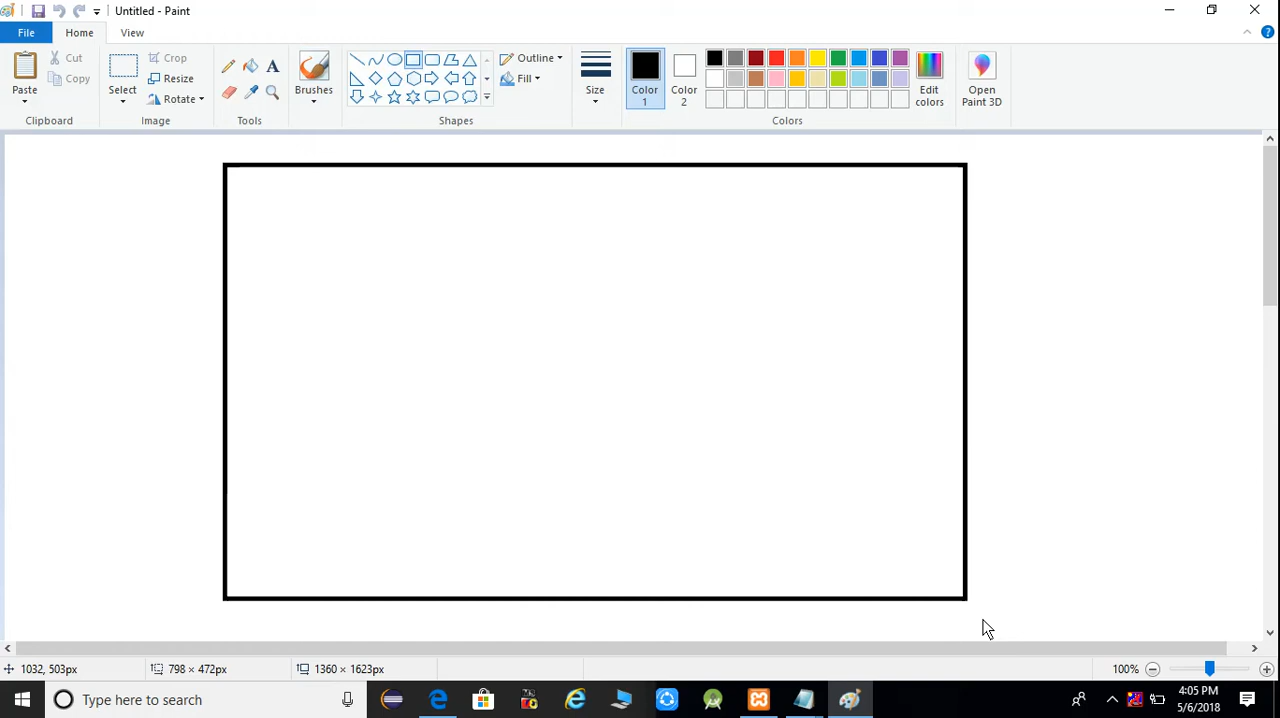 Untitled - Paint
File Home View
Paste
Cut
Copy
Clipboard
Select
Crop
Resize
Rotate
Image
A
Tools
Brushes
Outline
Fill
Shapes
Size
Color
1
Color
2
Edit
colors
Colors
Open
Paint 3D
1032, 503px 798 × 472px 1360 × 1623px 100%
Type here to search
4:05 PM
5/6/2018